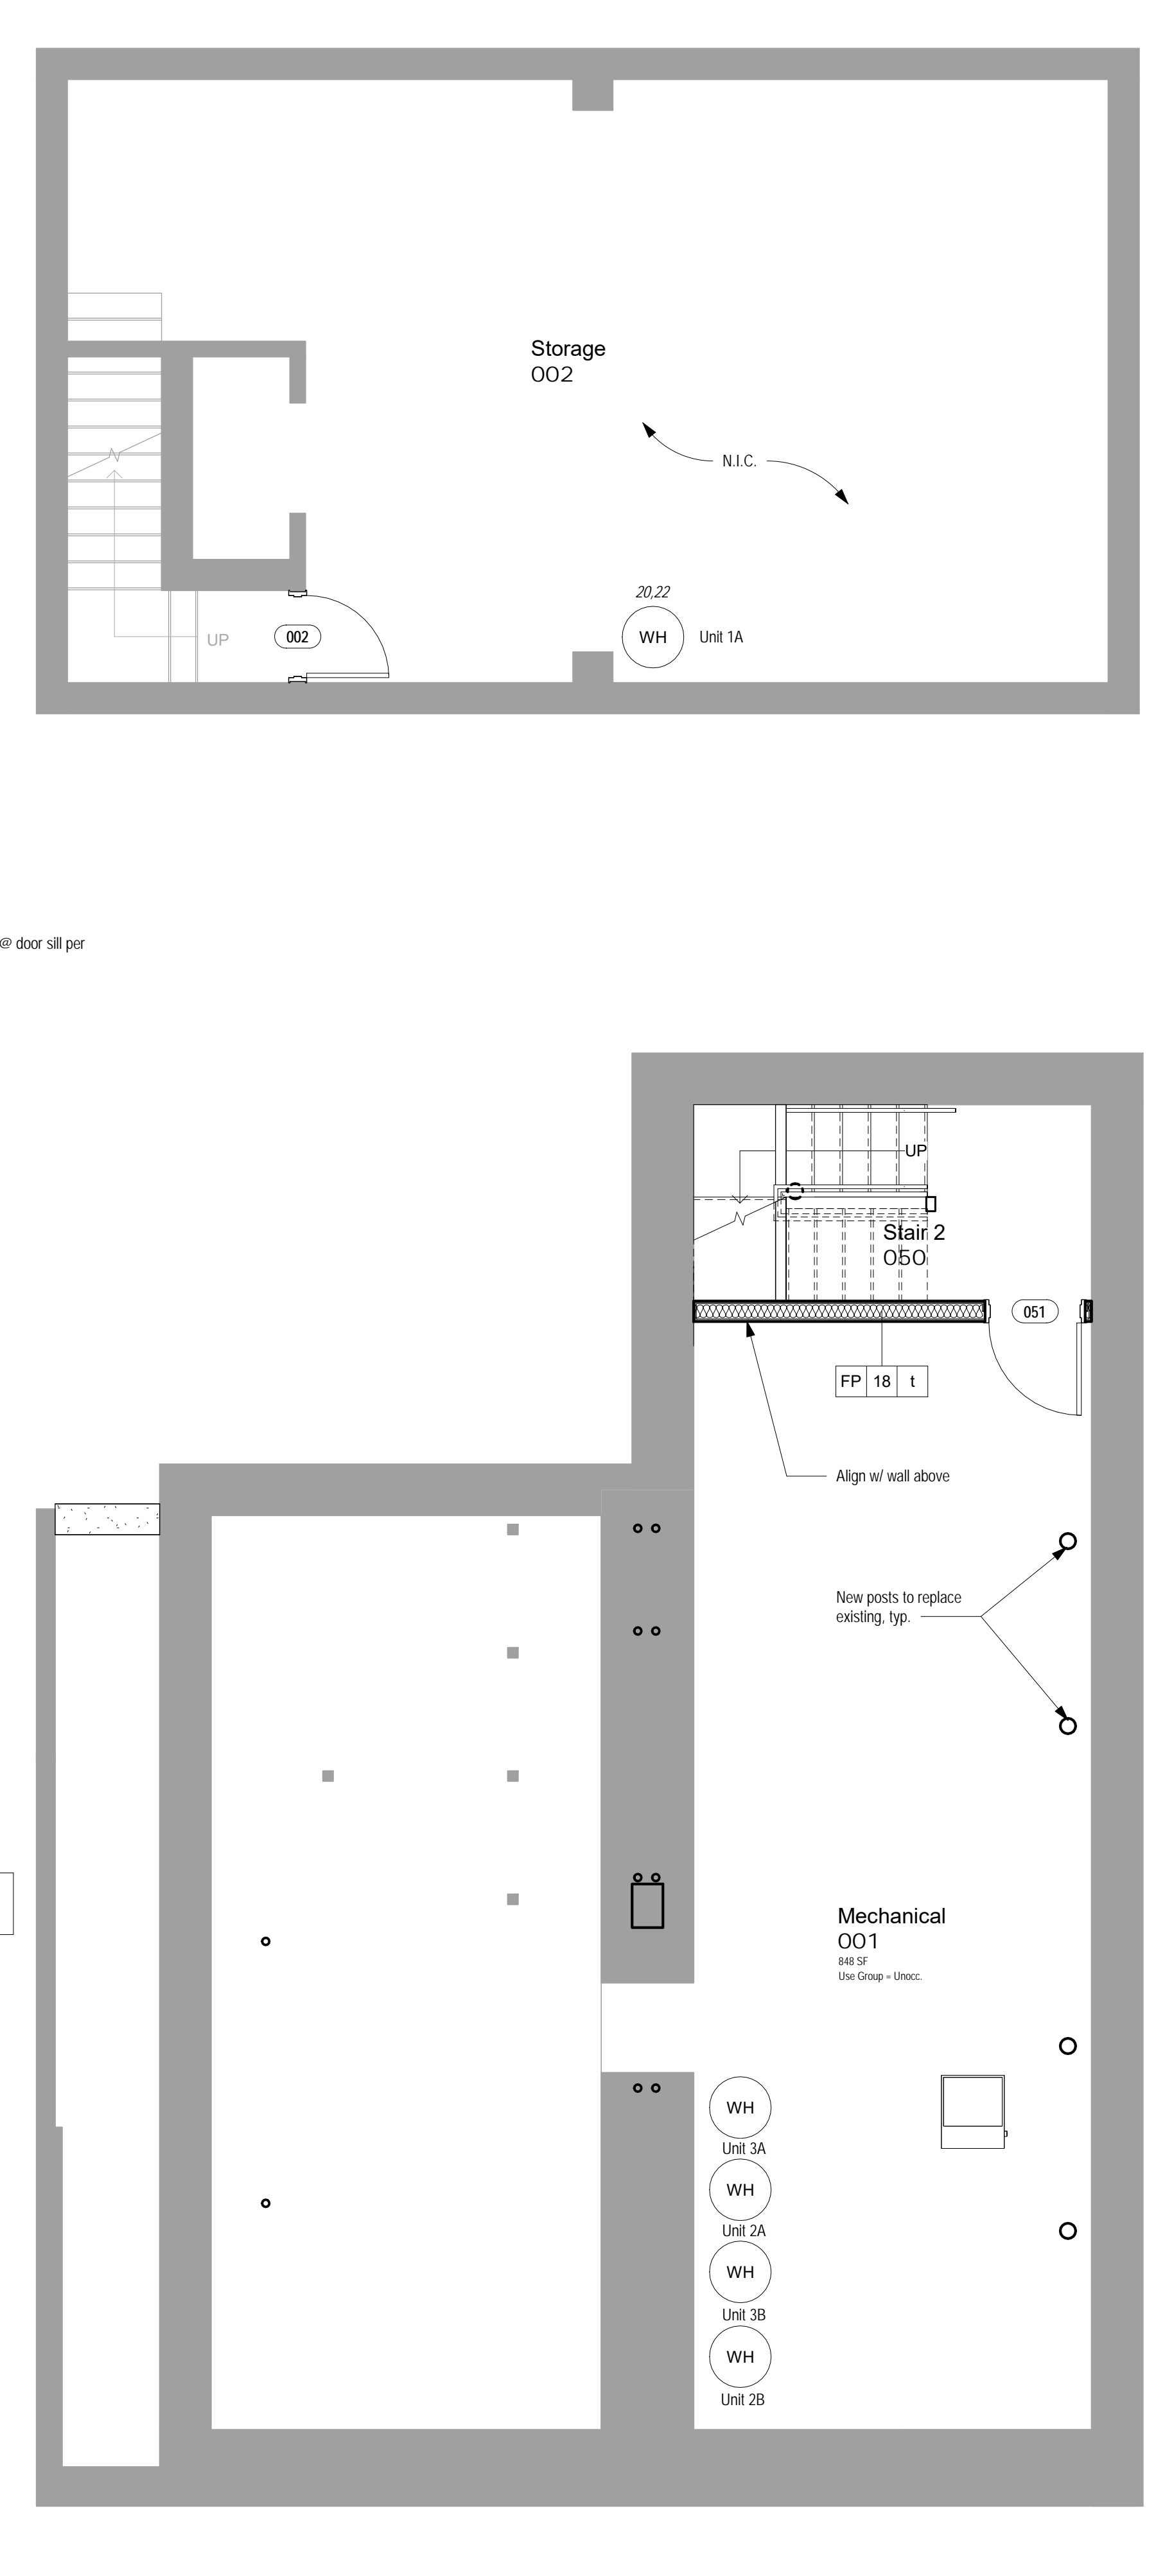 Storage
002
N.I.C.
20,22
WH
Unit 1A
UP
002
@ door sill per
UP
Stair 2
050
051
FP 18 t
Align w/ wall above
New posts to replace
existing, typ.
Mechanical
001
848 SF
Use Group = Unocc.
WH
Unit 3A
WH
Unit 2A
WH
Unit 3B
WH
Unit 2B